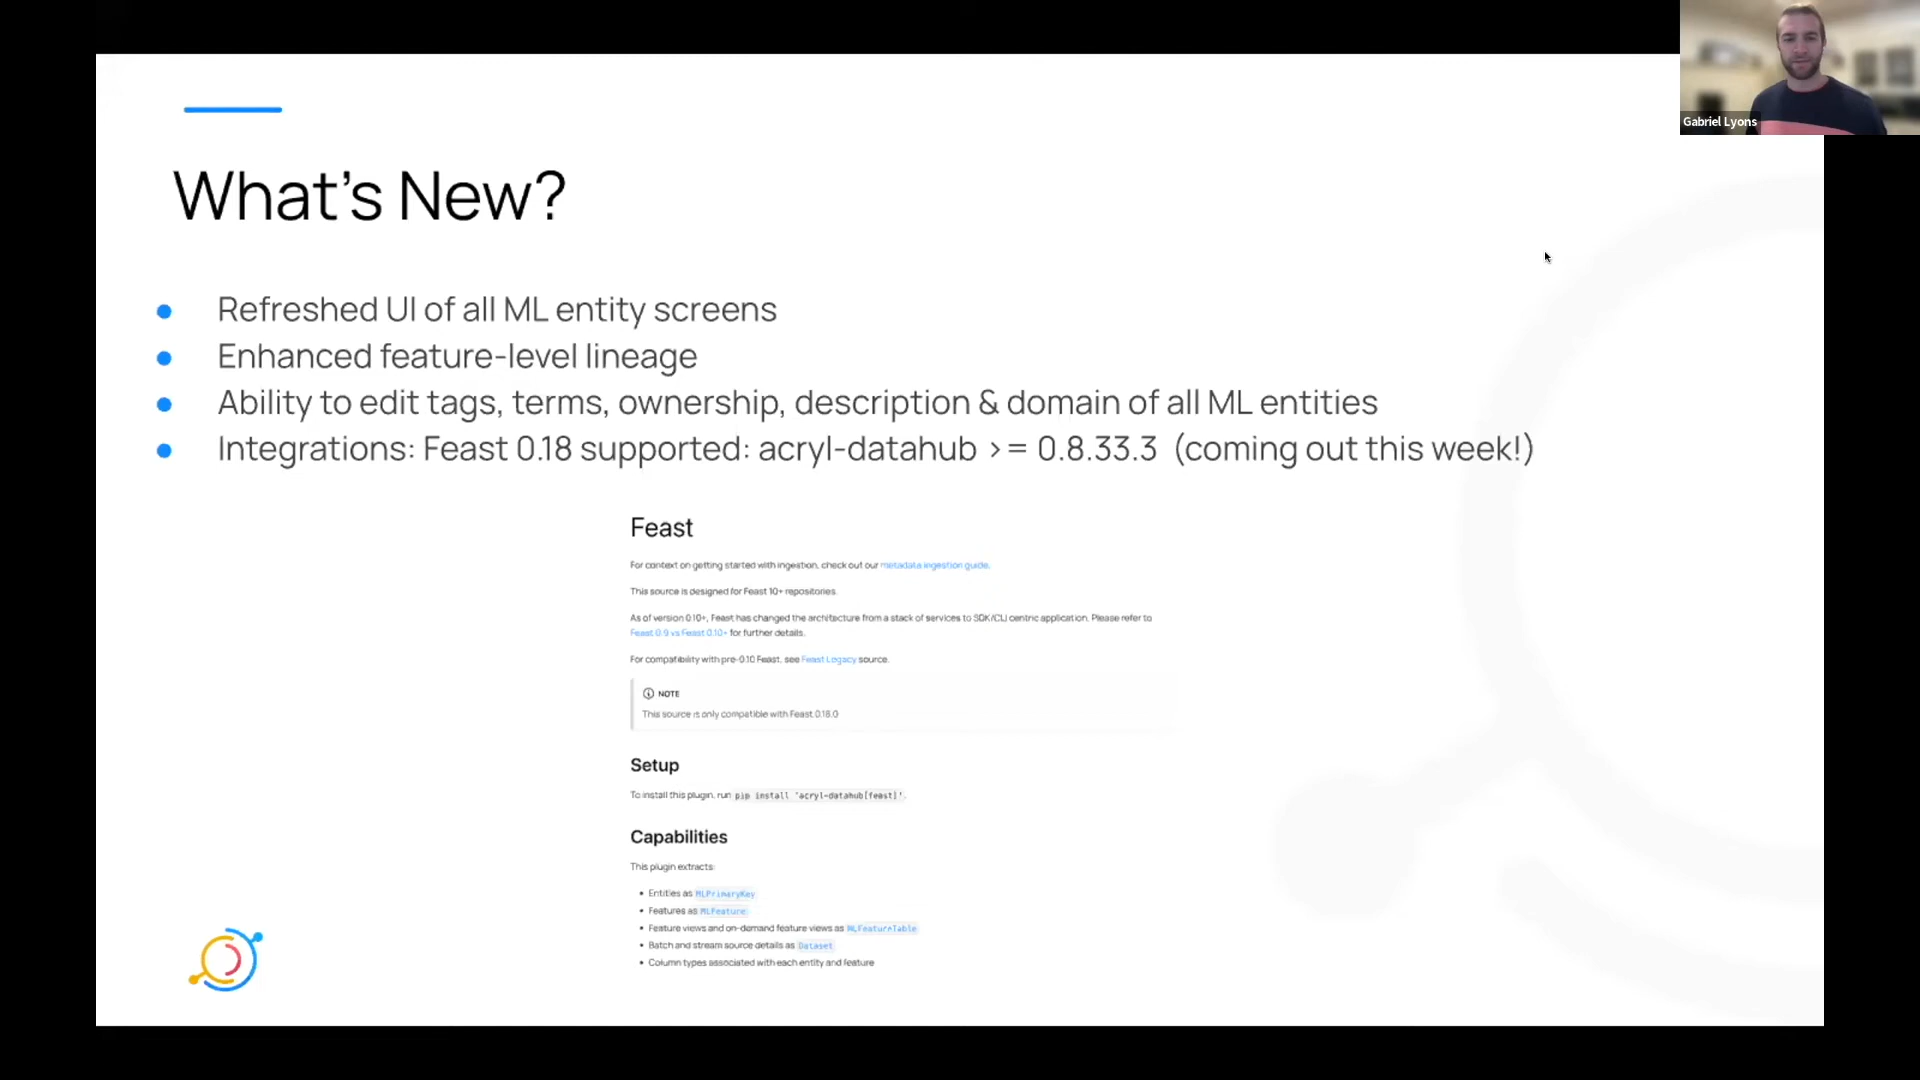 Gabriel Lyons
What's New?
● Refreshed UI of all ML entity screens
● Enhanced feature-level lineage
● Ability to edit tags, terms, ownership, description & domain of all ML entities
● Integrations: Feast 0.18 supported: acryl-datahub >= 0.8.33.3 (coming out this week!)
Feast
For context on getting started with ingestion, check out our metadata ingestion guide.
This source is designed for Feast 10+ repositories.
As of version 0.10+, Feast has changed the architecture from a stack of services to SDK/CLI centric application. Please refer to
Feast 0.9 vs Feast 0.10+ for further details.
For compatibility with pre-0.10 Feast, see Feast Legacy source.
NOTE
This source is only compatible with Feast 0.18.0
Setup
To install this plugin, run pip install 'acryl-datahub[feast]'.
Capabilities
This plugin extracts:
• Entities as MLPrimaryKey
• Features as MLFeature
• Feature views and on-demand feature views as MLFeatureTable
• Batch and stream source details as Dataset
• Column types associated with each entity and feature